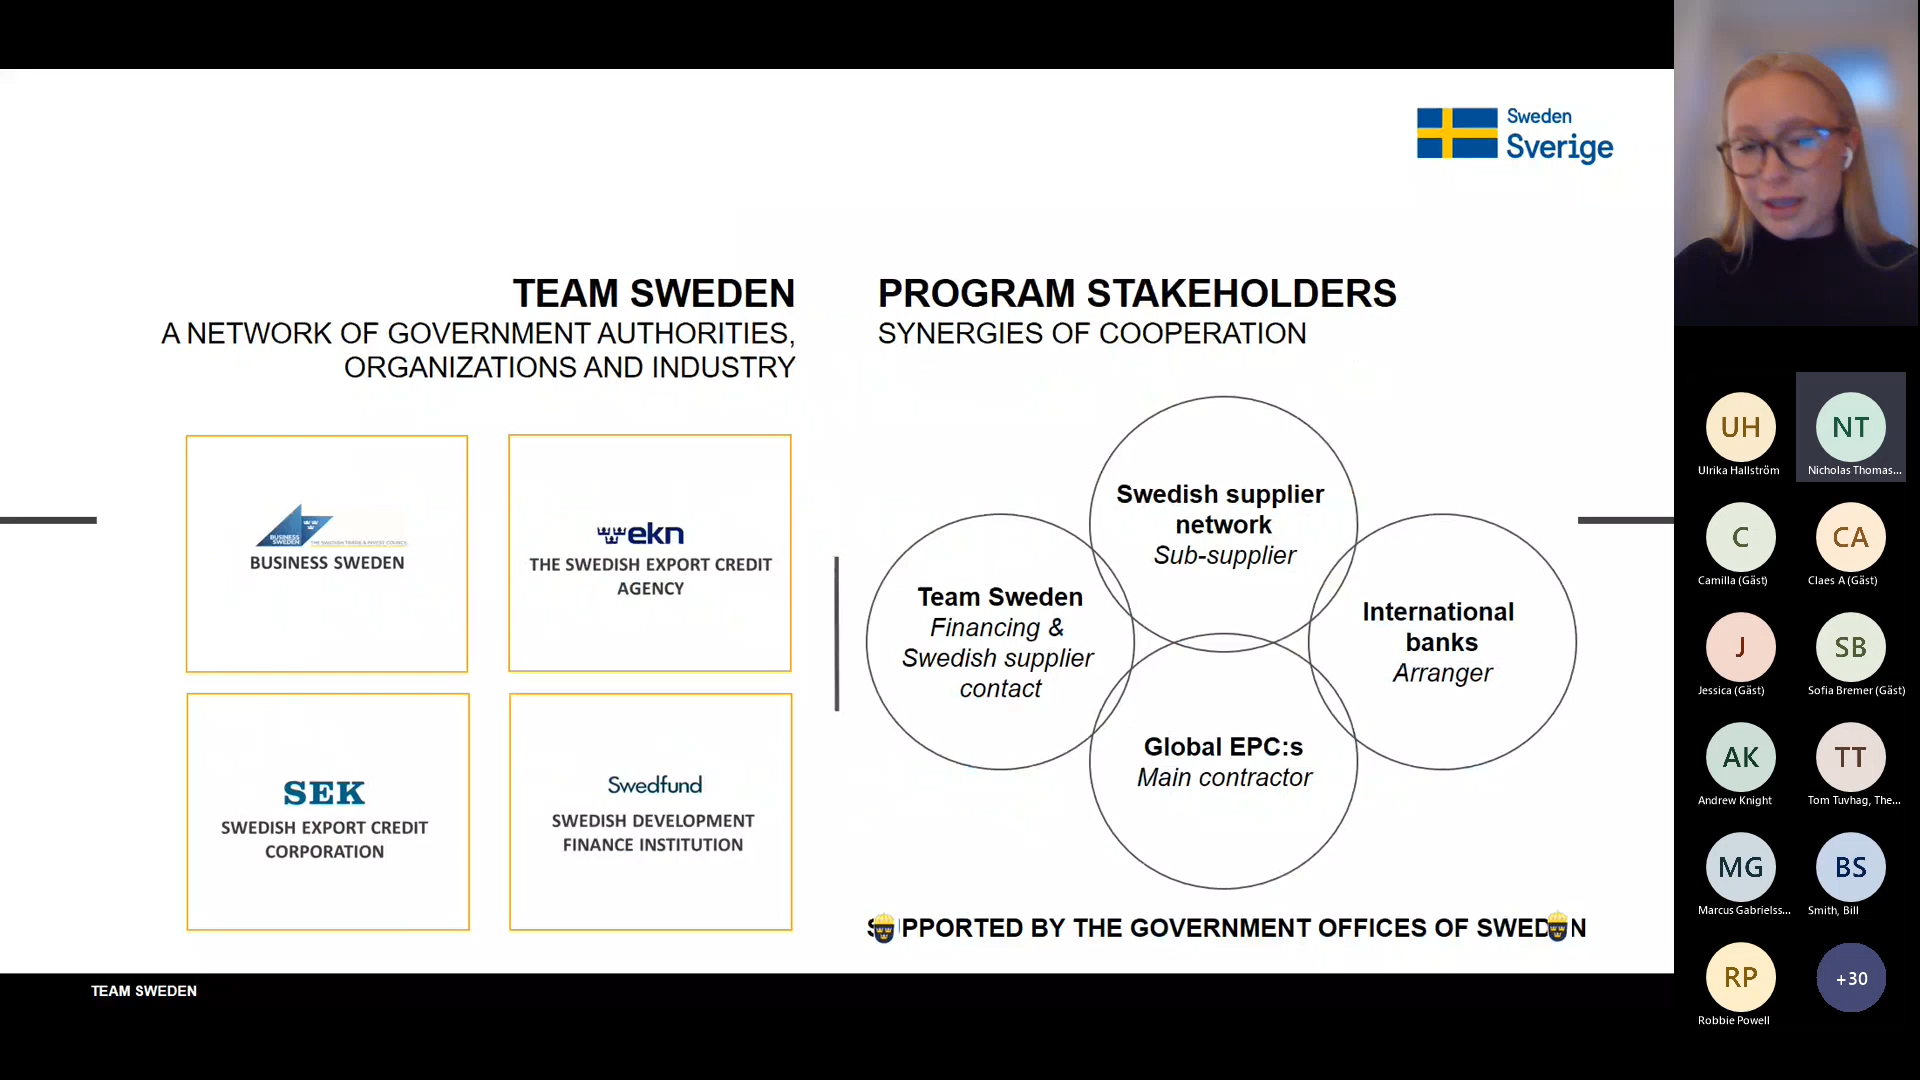 Sweden
Sverige
TEAM SWEDEN
A NETWORK OF GOVERNMENT AUTHORITIES,
ORGANIZATIONS AND INDUSTRY
BUSINESS
SWEDEN
BUSINESS SWEDEN
ekn
THE SWEDISH EXPORT CREDIT
AGENCY
SEK
SWEDISH EXPORT CREDIT
CORPORATION
Swedfund
SWEDISH DEVELOPMENT
FINANCE INSTITUTION
PROGRAM STAKEHOLDERS
SYNERGIES OF COOPERATION
Swedish supplier
network
Sub-supplier
Team Sweden
Financing &
Swedish supplier
contact
International
banks
Arranger
Global EPC:s
Main contractor
SUPPORTED BY THE GOVERNMENT OFFICES OF SWEDEN
TEAM SWEDEN
UH
Ulrika Hallström
NT
Nicholas Thomas...
C
Camilla (Gäst)
CA
Claes A (Gäst)
J
Jessica (Gäst)
SB
Sofia Bremer (Gäst)
AK
Andrew Knight
TT
Tom Tuvhag, The...
MG
Marcus Gabrielss...
BS
Smith, Bill
RP
Robbie Powell
+30